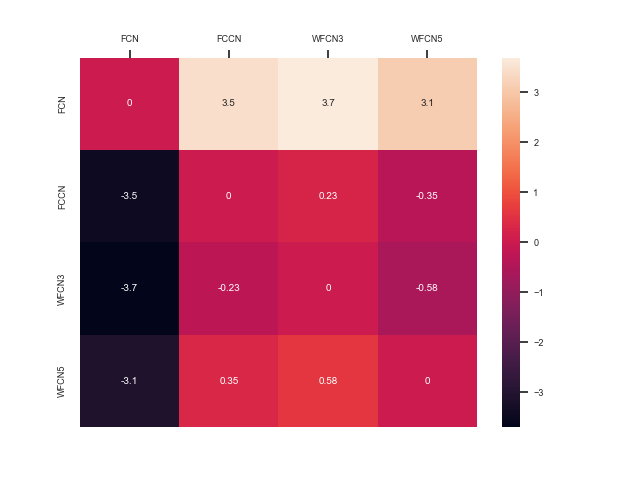 FCN FCCN WFCN3 WFCN5
FCN 0 3.5 3.7 3.1
FCCN -3.5 0 0.23 -0.35
WFCN3 -3.7 -0.23 0 -0.58
WFCN5 -3.1 0.35 0.58 0
3
2
1
0
−1
−2
−3